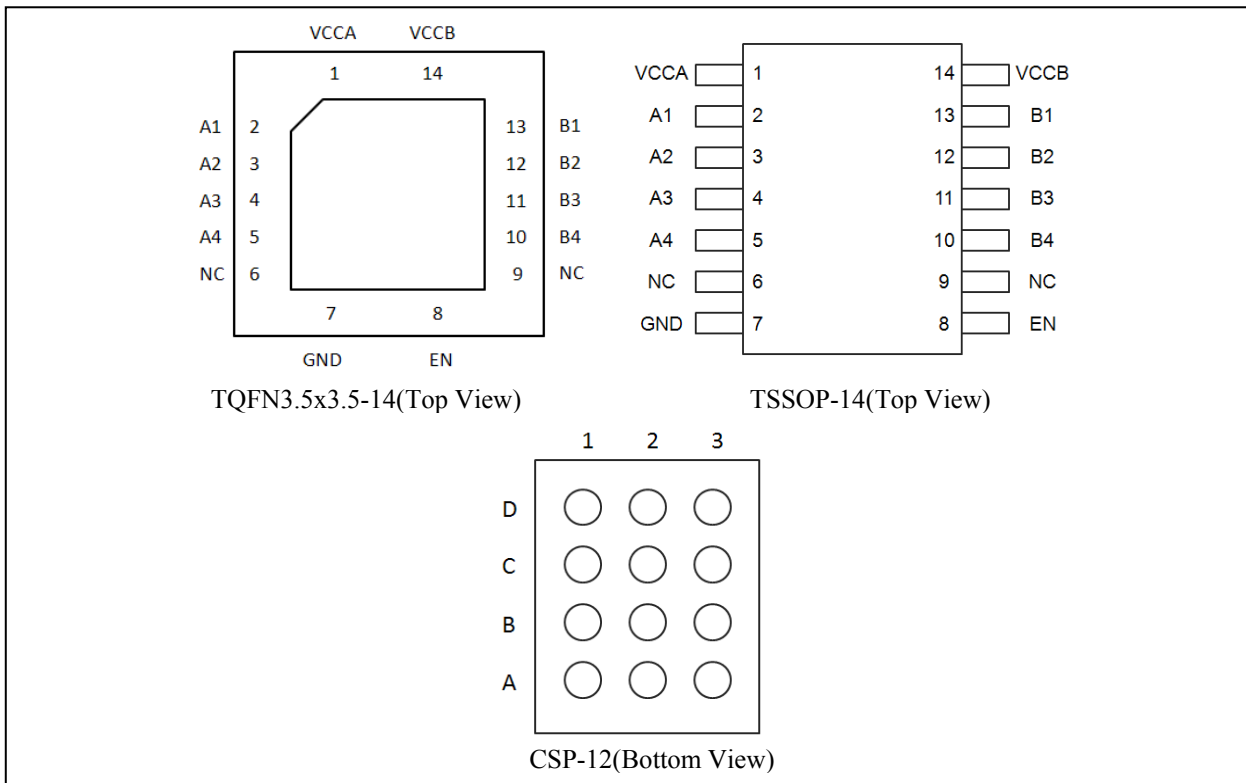 VCCA VCCB
1 14
A1 2 13 B1
A2 3 12 B2
A3 4 11 B3
A4 5 10 B4
NC 6 9 NC
7 8
GND EN
TQFN3.5x3.5-14(Top View)
VCCA 1 14 VCCB
A1 2 13 B1
A2 3 12 B2
A3 4 11 B3
A4 5 10 B4
NC 6 9 NC
GND 7 8 EN
TSSOP-14(Top View)
1 2 3
D
C
B
A
CSP-12(Bottom View)